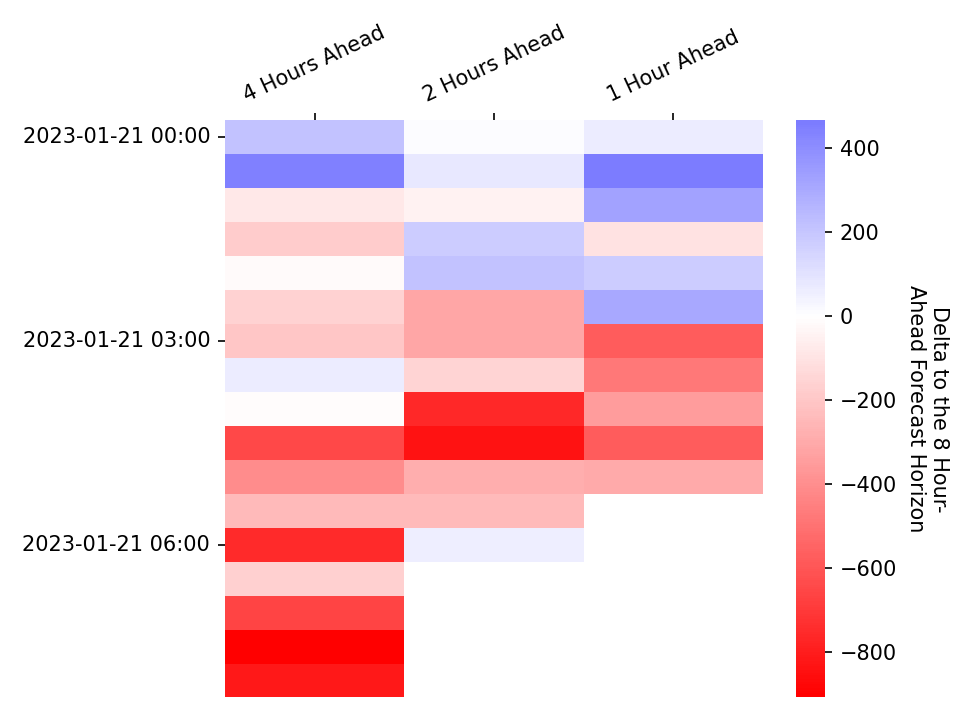 4 Hours Ahead
2 Hours Ahead
1 Hour Ahead
2023-01-21 00:00
2023-01-21 03:00
2023-01-21 06:00
400
200
0
−200
−400
−600
−800
Delta to the 8 Hour-
Ahead Forecast Horizon